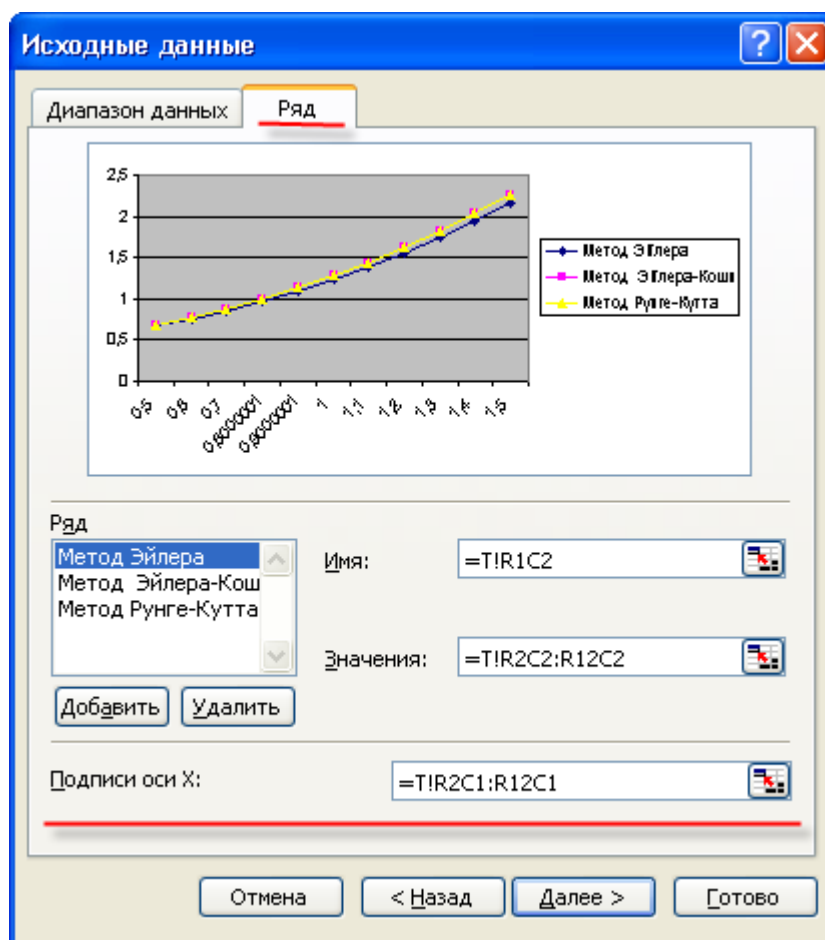 Исходные данные
Диапазон данных
Ряд
2,5
2
1,5
1
0,5
0
0,5
0,6
0,7
0,8000001
0,9000001
1
1,1
1,2
1,3
1,4
1,5
Метод Эйлера
Метод Эйлера-Коши
Метод Рунге-Кутта
Ряд
Метод Эйлера
Метод Эйлера-Кош
Метод Рунге-Кутта
Имя:
=T!R1C2
Значения:
=T!R2C2:R12C2
Добавить
Удалить
Подписи оси X:
=T!R2C1:R12C1
Отмена
< Назад
Далее >
Готово